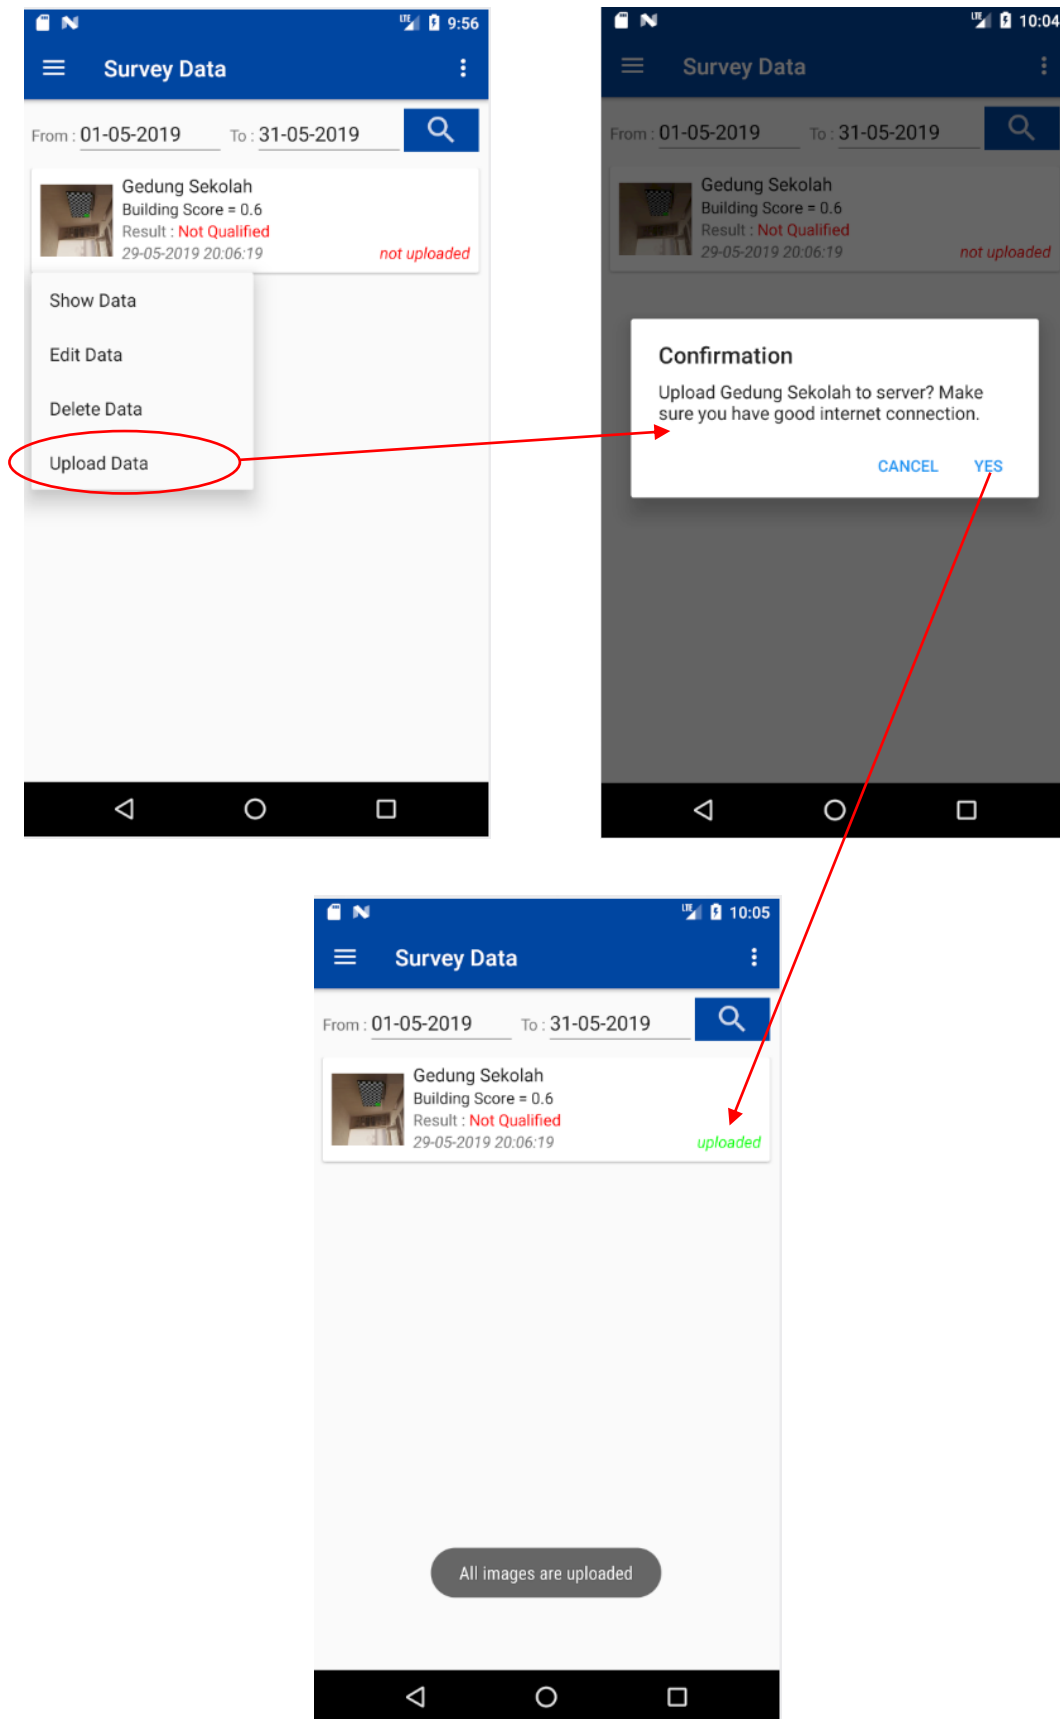 LTE 9:56
Survey Data
From : 01-05-2019 To : 31-05-2019
Gedung Sekolah
Building Score = 0.6
Result : Not Qualified
29-05-2019 20:06:19 not uploaded
Show Data
Edit Data
Delete Data
Upload Data
LTE 10:04
Survey Data
From : 01-05-2019 To : 31-05-2019
Gedung Sekolah
Building Score = 0.6
Result : Not Qualified
29-05-2019 20:06:19 not uploaded
Confirmation
Upload Gedung Sekolah to server? Make
sure you have good internet connection.
CANCEL YES
LTE 10:05
Survey Data
From : 01-05-2019 To : 31-05-2019
Gedung Sekolah
Building Score = 0.6
Result : Not Qualified
29-05-2019 20:06:19 uploaded
All images are uploaded